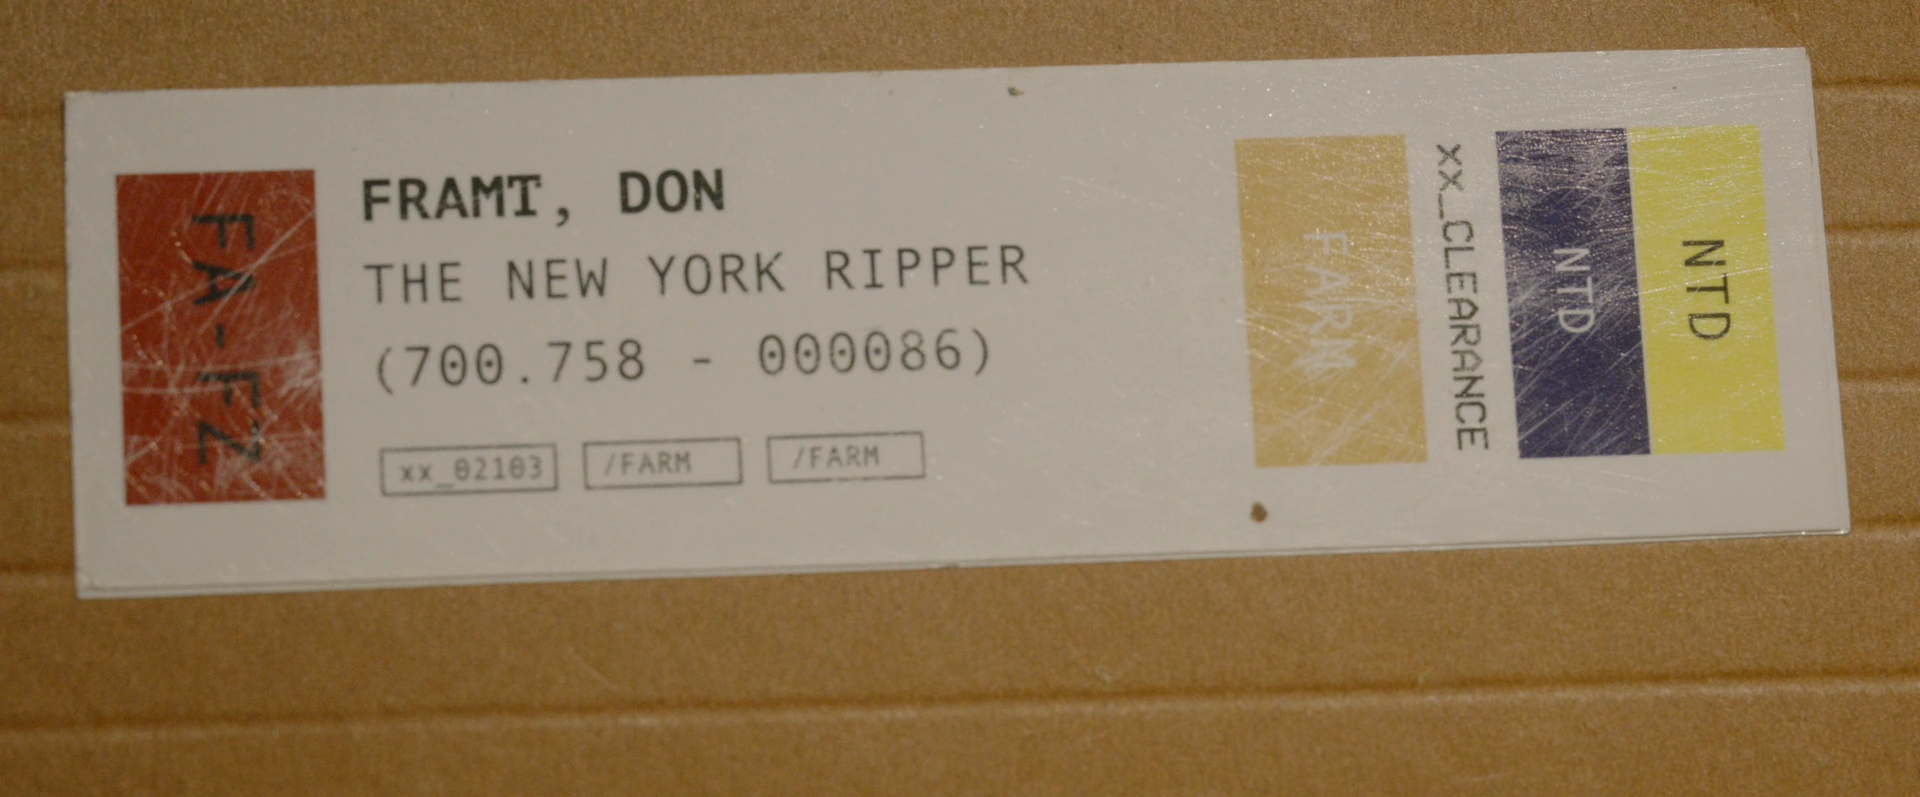 FA-FZ
FRAMT, DON
THE NEW YORK RIPPER
(700.758 - 000086)
xx_02103 /FARM /FARM
FARM
xx_CLEARANCE
NTD
NTD